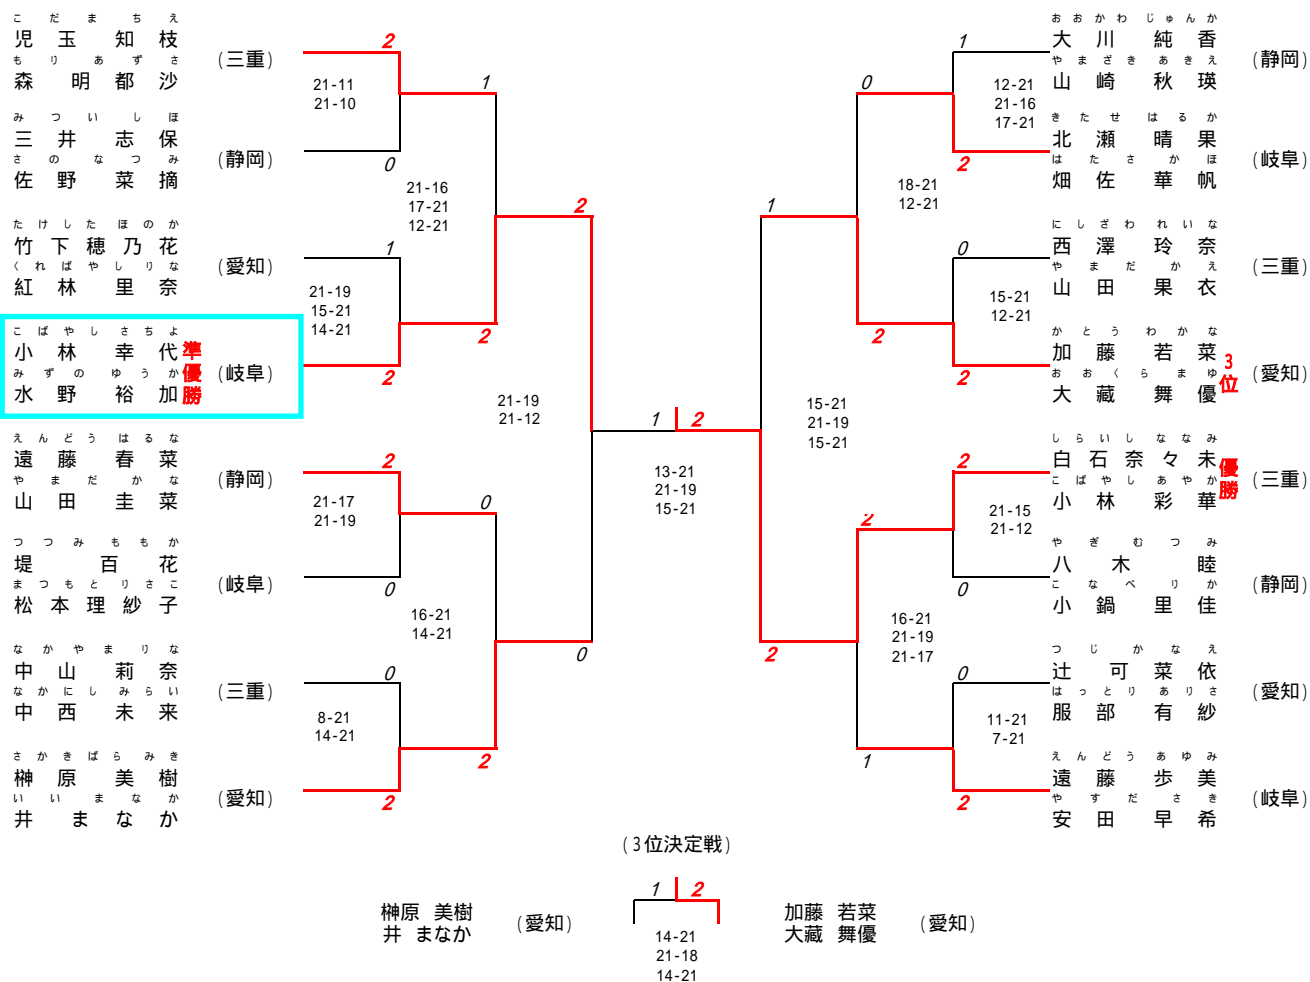 こだまちえ
児玉知枝
もりあずさ
森明都沙
(三重)
みついしほ
三井志保
さのなつみ
佐野菜摘
(静岡)
たけしたほのか
竹下穂乃花
くればやしりな
紅林里奈
(愛知)
こばやしさちよ
小林幸代
みずのゆうか
水野裕加
準優勝
(岐阜)
えんどうはるな
遠藤春菜
やまだかな
山田圭菜
(静岡)
つつみももか
堤百花
まつもとりさこ
松本理紗子
(岐阜)
なかやまりな
中山莉奈
なかにしみらい
中西未来
(三重)
さかきばらみき
榊原美樹
いいまなか
井まなか
(愛知)
2
21-11
21-10
0
1
21-19
15-21
14-21
2
2
21-17
21-19
0
0
8-21
14-21
2
1
21-16
17-21
12-21
2
0
16-21
14-21
2
2
21-19
21-12
0
1 2
13-21
21-19
15-21
1
15-21
21-19
15-21
2
0
18-21
12-21
2
2
16-21
21-19
21-17
1
1
12-21
21-16
17-21
2
0
15-21
12-21
2
2
21-15
21-12
0
0
11-21
7-21
2
おおかわじゅんか
大川純香
やまざきあきえ
山崎秋瑛
(静岡)
きたせはるか
北瀬晴果
はたさかほ
畑佐華帆
(岐阜)
にしざわれいな
西澤玲奈
やまだかえ
山田果衣
(三重)
かとうわかな
加藤若菜
おおくらまゆ
大藏舞優
3位
(愛知)
しらいしななみ
白石奈々未
こばやしあやか
小林彩華
優勝
(三重)
やぎむつみ
八木睦
こなべりか
小鍋里佳
(静岡)
つじかなえ
辻可菜依
はっとりありさ
服部有紗
(愛知)
えんどうあゆみ
遠藤歩美
やすださき
安田早希
(岐阜)
(3位決定戦)
榊原 美樹
井 まなか
(愛知)
1 2
14-21
21-18
14-21
加藤 若菜
大藏 舞優
(愛知)